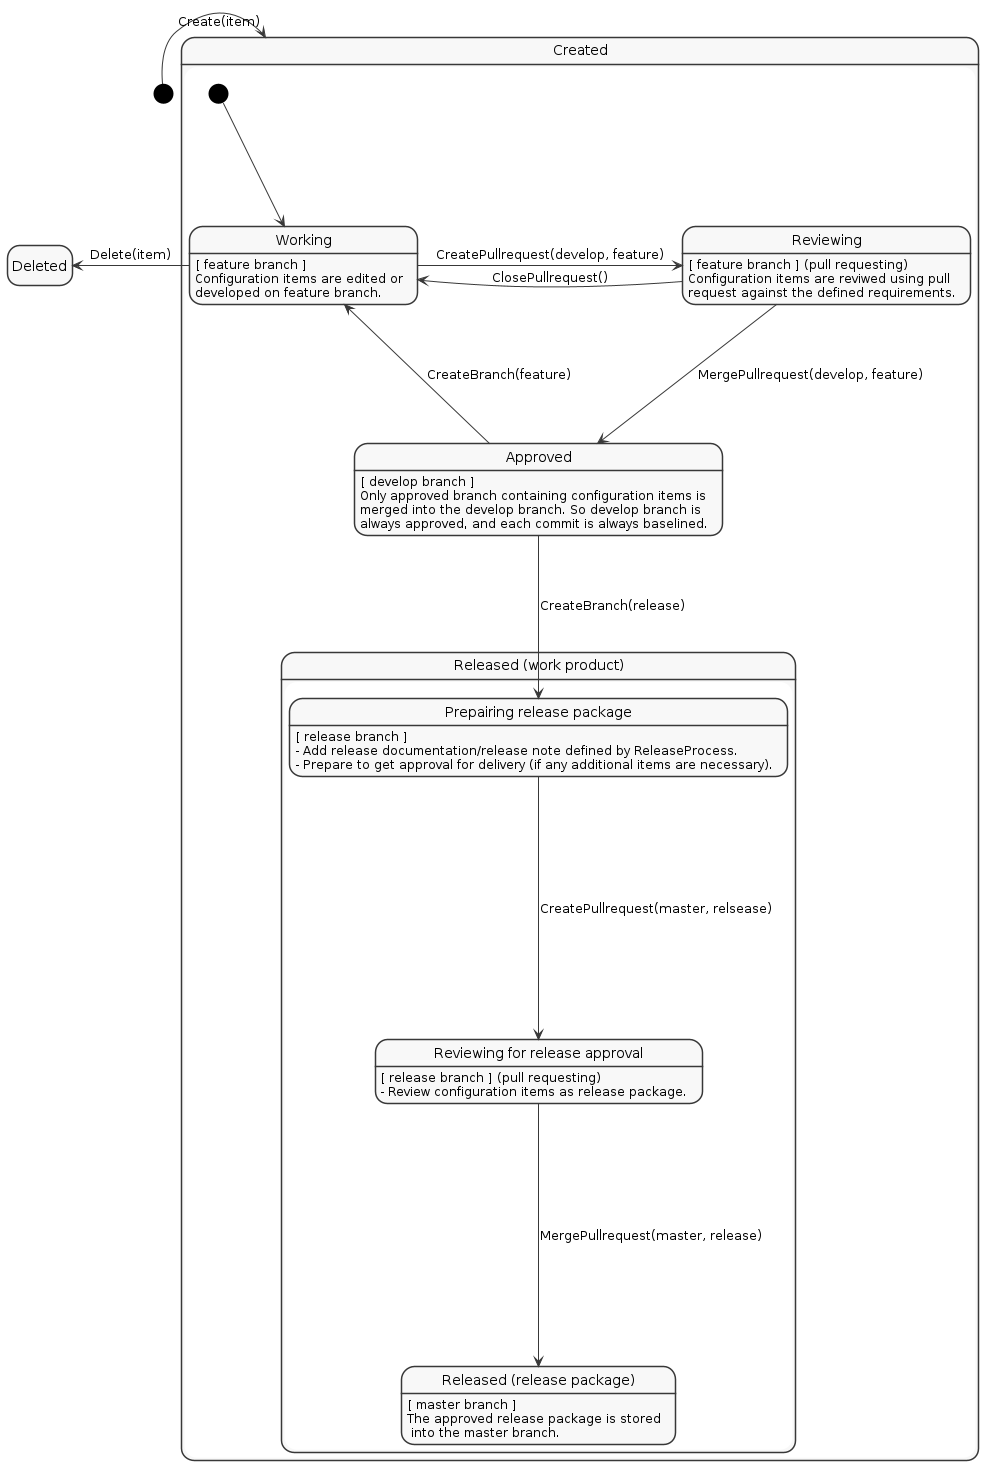 Create(item)
Created
Working
[ feature branch ]
Configuration items are edited or
developed on feature branch.
Reviewing
[ feature branch ] (pull requesting)
Configuration items are reviwed using pull
request against the defined requirements.
Deleted
Delete(item)
CreatePullrequest(develop, feature)
ClosePullrequest()
CreateBranch(feature)
MergePullrequest(develop, feature)
Approved
[ develop branch ]
Only approved branch containing configuration items is
merged into the develop branch. So develop branch is
always approved, and each commit is always baselined.
CreateBranch(release)
Released (work product)
Prepairing release package
[ release branch ]
- Add release documentation/release note defined by ReleaseProcess.
- Prepare to get approval for delivery (if any additional items are necessary).
CreatePullrequest(master, relsease)
Reviewing for release approval
[ release branch ] (pull requesting)
- Review configuration items as release package.
MergePullrequest(master, release)
Released (release package)
[ master branch ]
The approved release package is stored
into the master branch.